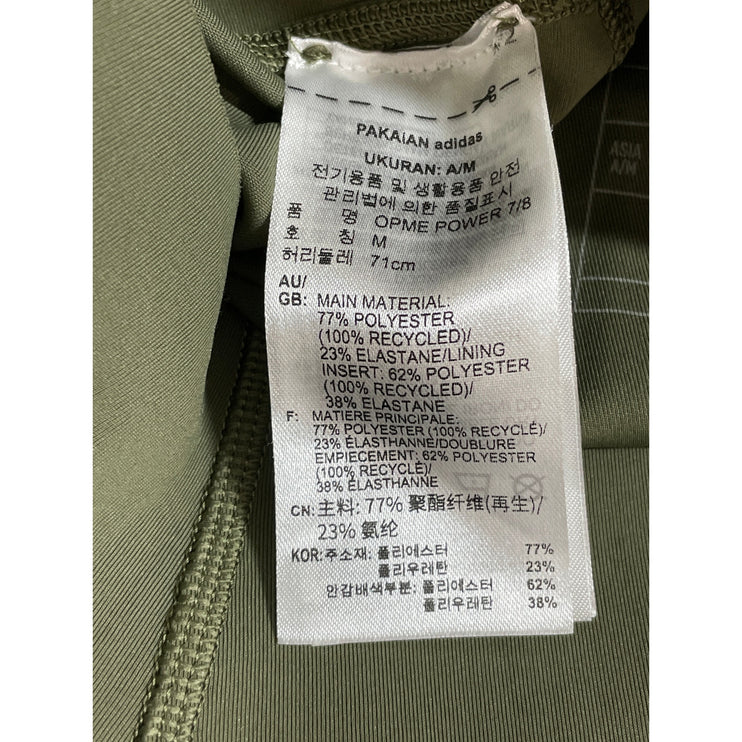 PAKAIAN adidas
UKURAN: A/M
전기용품 및 생활용품 안전
관리법에 의한 품질표시
품 명 OPME POWER 7/8
호 칭 M
허리둘레 71cm
AU/
GB: MAIN MATERIAL:
77% POLYESTER
(100% RECYCLED)/
23% ELASTANE/LINING
INSERT: 62% POLYESTER
(100% RECYCLED)/
38% ELASTANE
F: MATIERE PRINCIPALE:
77% POLYESTER (100% RECYCLÉ)/
23% ÉLASTHANNE/DOUBLURE
EMPIECEMENT: 62% POLYESTER
(100% RECYCLÉ)/
38% ÉLASTHANNE
CN: 主料: 77% 聚酯纤维(再生)/
23% 氨纶
KOR: 주소재: 폴리에스터 77%
폴리우레탄 23%
안감배색부분: 폴리에스터 62%
폴리우레탄 38%
ASIA
A/M